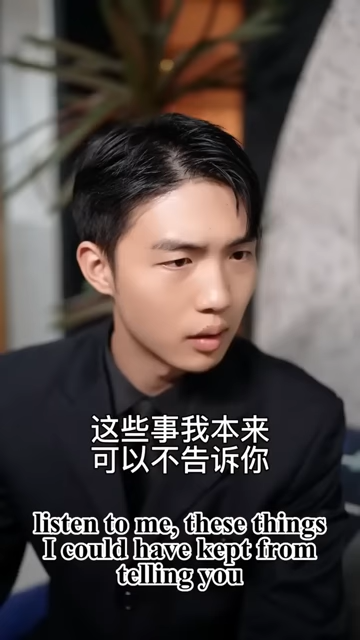 这些事我本来
可以不告诉你
listen to me, these things
I could have kept from
telling you